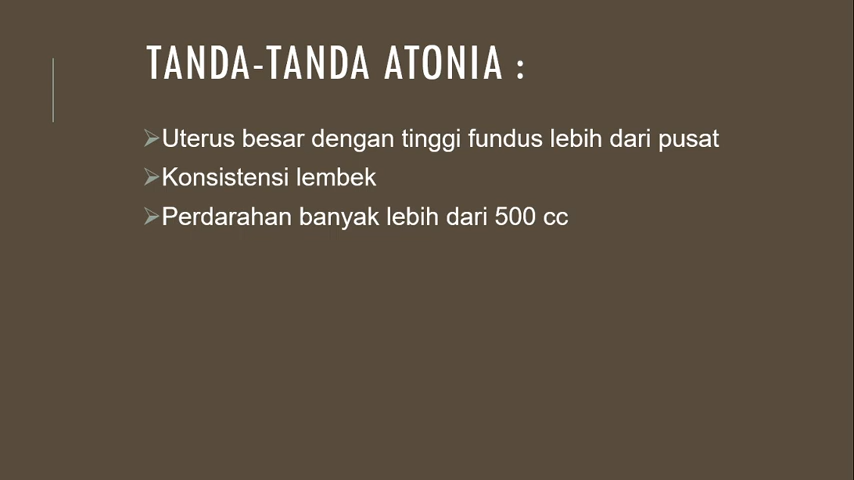 TANDA-TANDA ATONIA :
➢Uterus besar dengan tinggi fundus lebih dari pusat
➢Konsistensi lembek
➢Perdarahan banyak lebih dari 500 cc